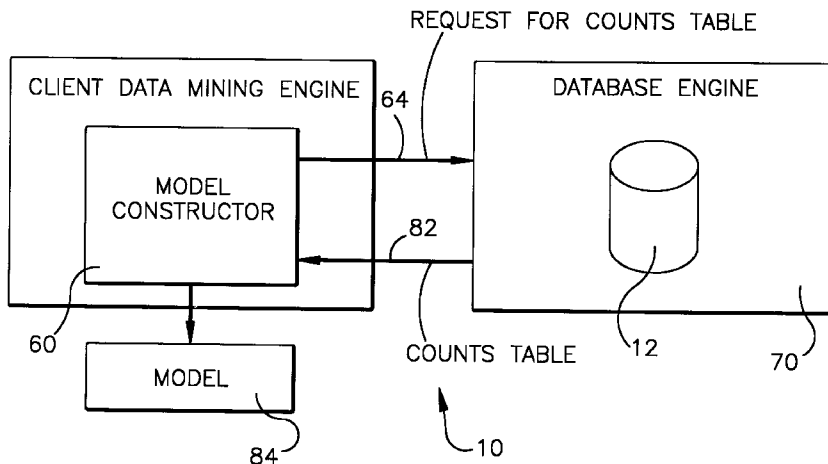 REQUEST FOR COUNTS TABLE
CLIENT DATA MINING ENGINE
64
DATABASE ENGINE
MODEL
CONSTRUCTOR
82
60
COUNTS TABLE
12
70
MODEL
84
10